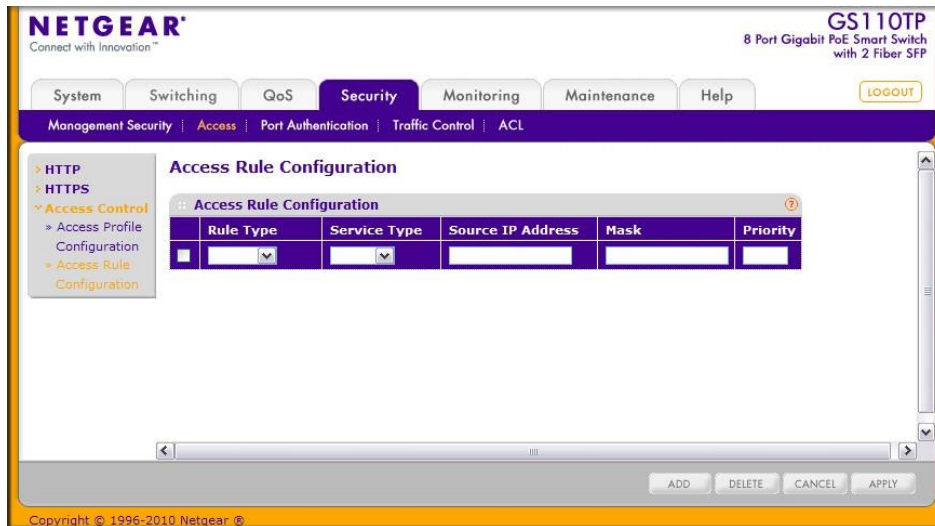 NETGEAR®
Connect with Innovation™
GS110TP
8 Port Gigabit PoE Smart Switch
with 2 Fiber SFP
System Switching QoS Security Monitoring Maintenance Help LOGOUT
Management Security Access Port Authentication Traffic Control ACL
HTTP
HTTPS
Access Control
» Access Profile
Configuration
» Access Rule
Configuration
Access Rule Configuration
Access Rule Configuration ?
Rule Type Service Type Source IP Address Mask Priority
ADD DELETE CANCEL APPLY
Copyright © 1996-2010 Netgear ®